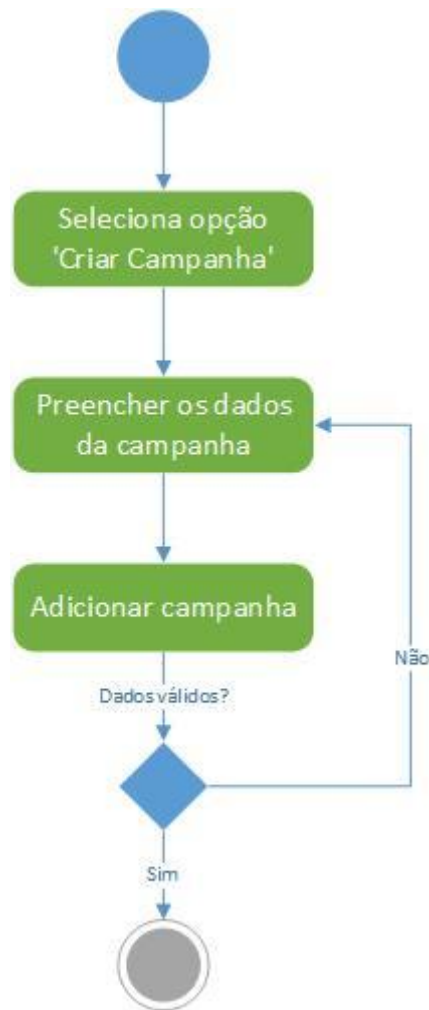 Seleciona opção
'Criar Campanha'
Preencher os dados
da campanha
Adicionar campanha
Dados válidos?
Não
Sim